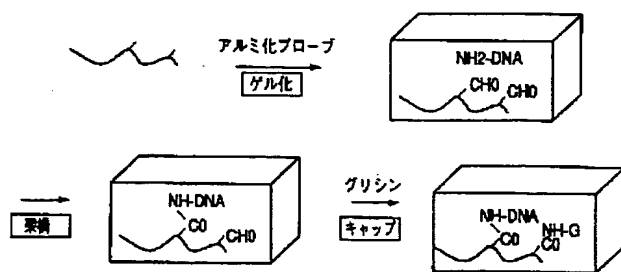 アルミ化プローブ
ゲル化
NH2-DNA
CHO CHO
NH-DNA
CO
CHO
架橋
グリシン
キャップ
NH-DNA
CO
NH-G
CO